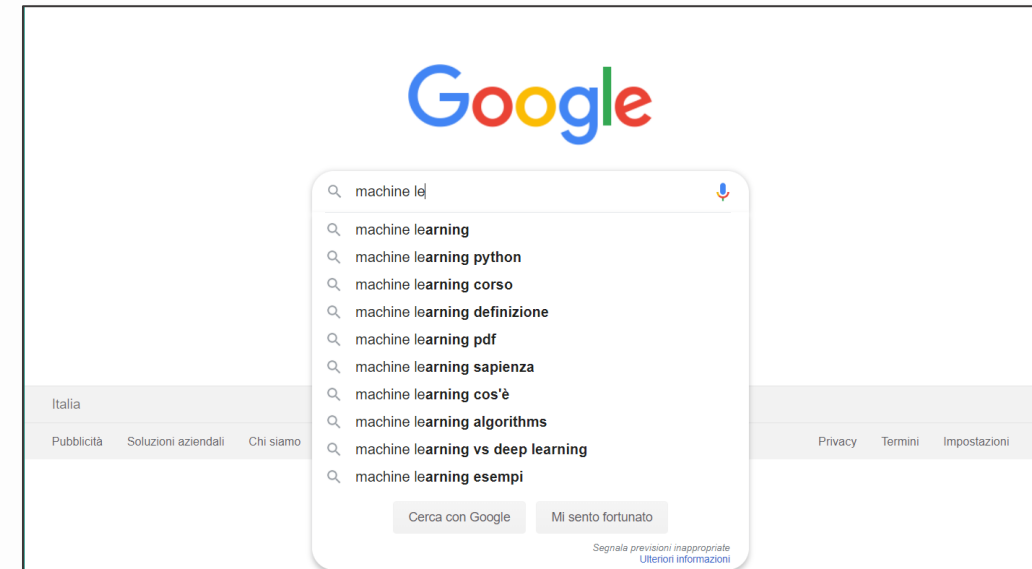 Google
machine le
machine learning
machine learning python
machine learning corso
machine learning definizione
machine learning pdf
machine learning sapienza
machine learning cos'è
machine learning algorithms
machine learning vs deep learning
machine learning esempi
Cerca con Google Mi sento fortunato
Segnala previsioni inappropriate
Ulteriori informazioni
Italia
Pubblicità Soluzioni aziendali Chi siamo Privacy Termini Impostazioni